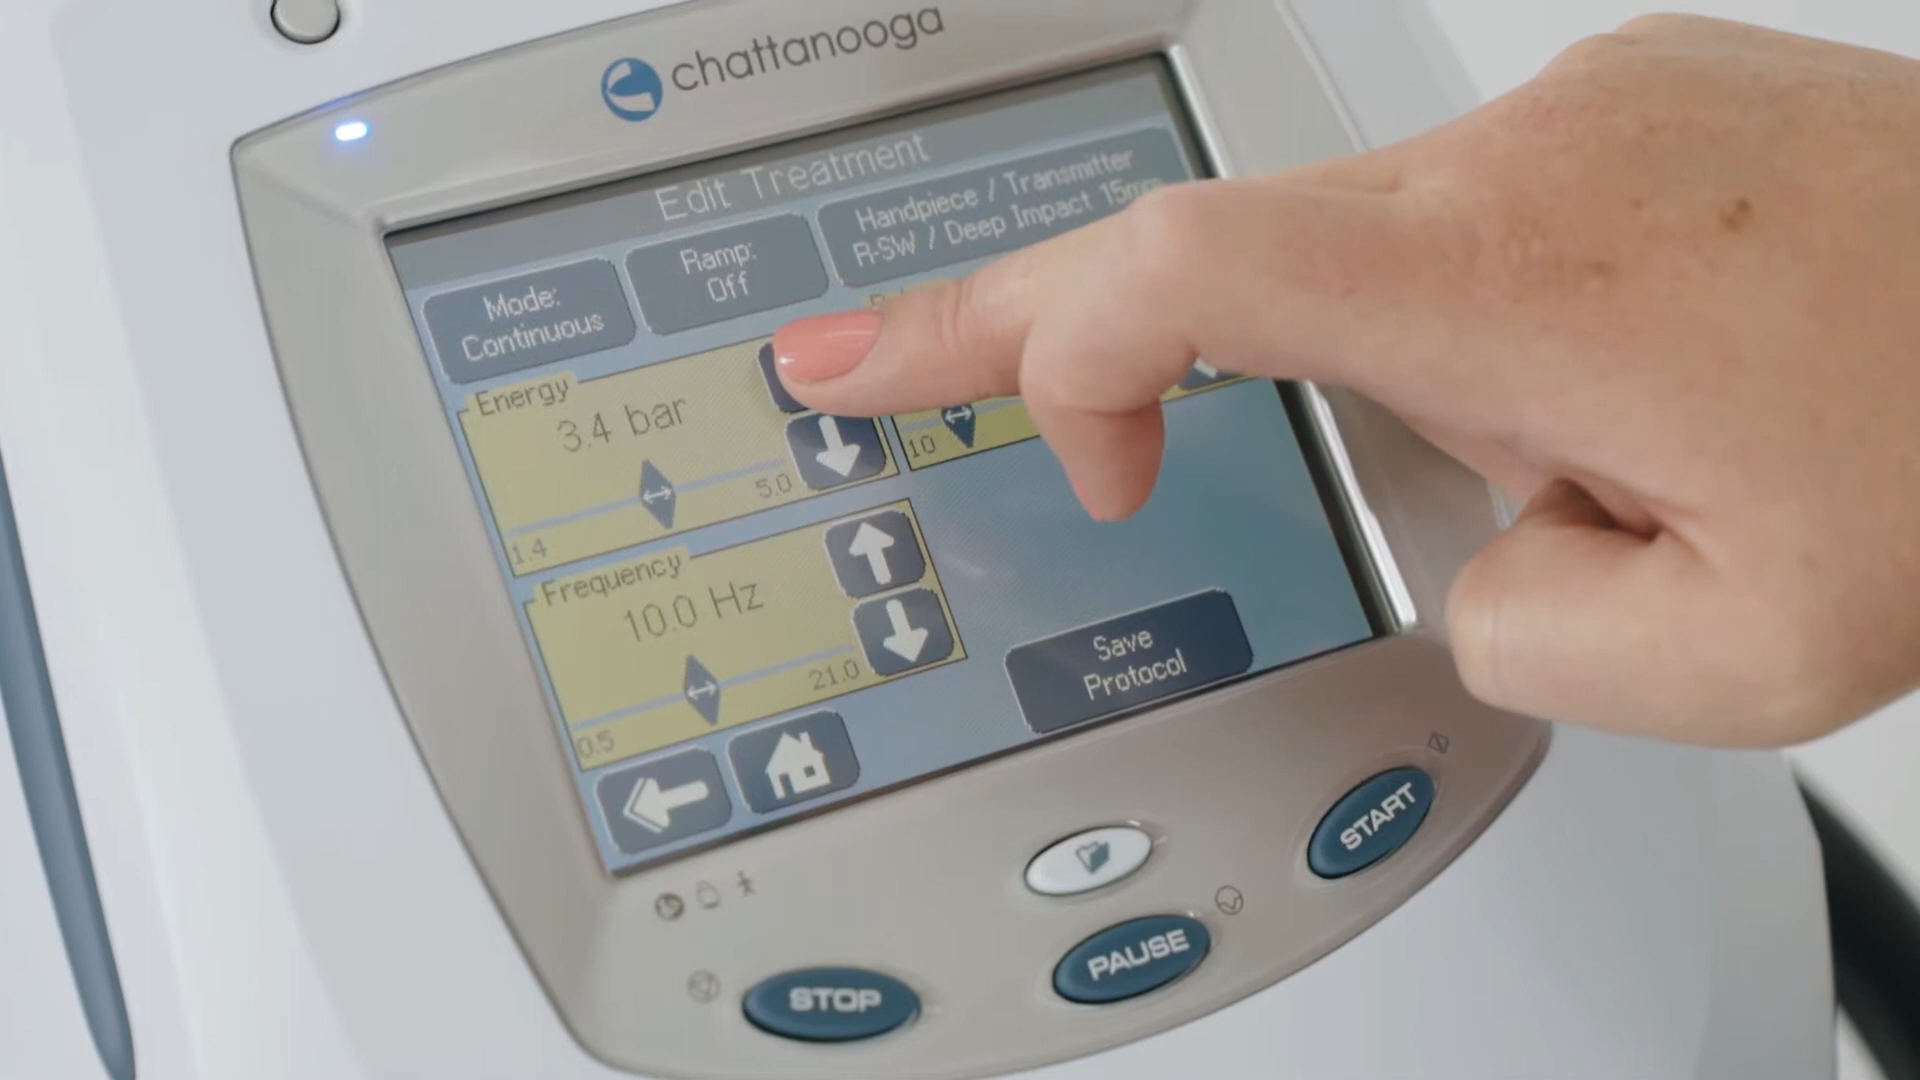 chattanooga
Edit Treatment
Mode:
Continuous
Ramp:
Off
Handpiece / Transmitter
R-SW / Deep Impact 15mm
Energy
3.4 bar
1.4
5.0
10
Frequency
10.0 Hz
0.5
21.0
Save
Protocol
START
PAUSE
STOP